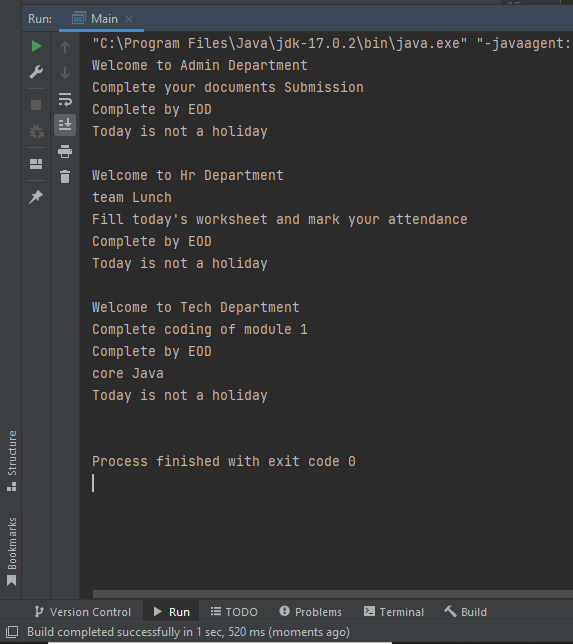 Run: Main ×
"C:\Program Files\Java\jdk-17.0.2\bin\java.exe" "-javaagent:
Welcome to Admin Department
Complete your documents Submission
Complete by EOD
Today is not a holiday
Welcome to Hr Department
team Lunch
Fill today's worksheet and mark your attendance
Complete by EOD
Today is not a holiday
Welcome to Tech Department
Complete coding of module 1
Complete by EOD
core Java
Today is not a holiday
Process finished with exit code 0
Structure
Bookmarks
Version Control Run TODO Problems Terminal Build
Build completed successfully in 1 sec, 520 ms (moments ago)